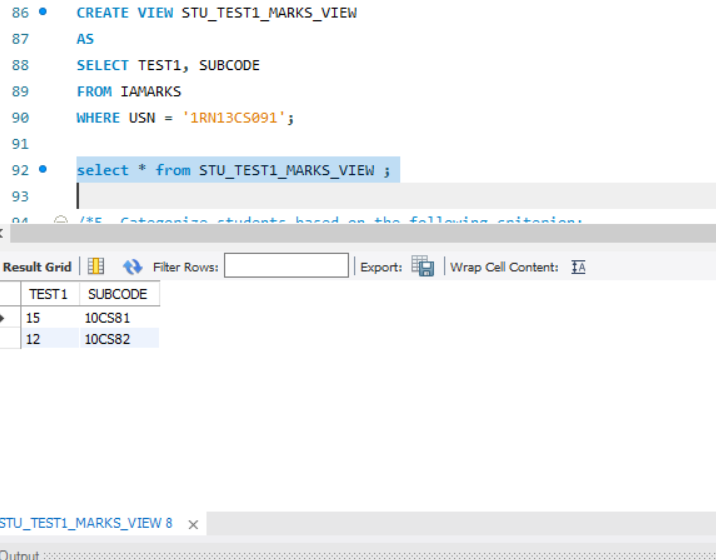 86 CREATE VIEW STU_TEST1_MARKS_VIEW
87 AS
88 SELECT TEST1, SUBCODE
89 FROM IAMARKS
90 WHERE USN = '1RN13CS091';
91
92 select * from STU_TEST1_MARKS_VIEW ;
93
94 /*5. Categorize students based on the following criterion:
Result Grid Filter Rows: Export: Wrap Cell Content: IA
TEST1 SUBCODE
15 10CS81
12 10CS82
STU_TEST1_MARKS_VIEW 8 ×
Output